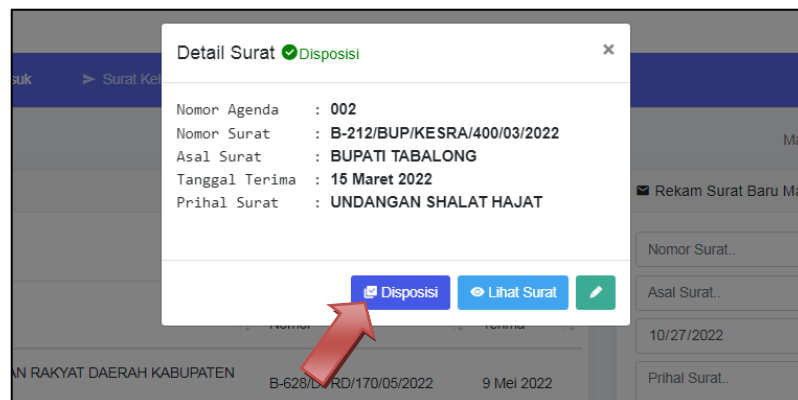 Detail Surat Disposisi ×
suk Surat Kel
Nomor Agenda : 002
Nomor Surat : B-212/BUP/KESRA/400/03/2022
Asal Surat : BUPATI TABALONG
Tanggal Terima : 15 Maret 2022
Prihal Surat : UNDANGAN SHALAT HAJAT
Disposisi Lihat Surat
Ma
Rekam Surat Baru Ma
Nomor Surat..
Asal Surat..
10/27/2022
Prihal Surat..
Nomor Terima
AN RAKYAT DAERAH KABUPATEN
B-628/DPRD/170/05/2022 9 Mei 2022